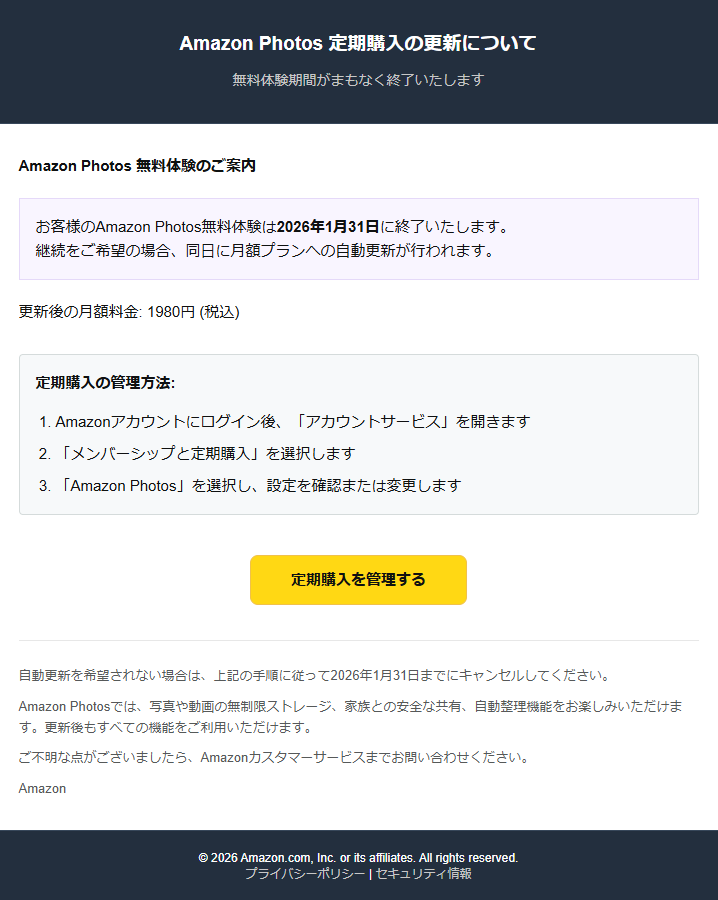 Amazon Photos 定期購入の更新について
無料体験期間がまもなく終了いたします
Amazon Photos 無料体験のご案内
お客様のAmazon Photos無料体験は2026年1月31日に終了いたします。
継続をご希望の場合、同日に月額プランへの自動更新が行われます。
更新後の月額料金: 1980円 (税込)
定期購入の管理方法:
1. Amazonアカウントにログイン後、「アカウントサービス」を開きます
2. 「メンバーシップと定期購入」を選択します
3. 「Amazon Photos」を選択し、設定を確認または変更します
定期購入を管理する
自動更新を希望されない場合は、上記の手順に従って2026年1月31日までにキャンセルしてください。
Amazon Photosでは、写真や動画の無制限ストレージ、家族との安全な共有、自動整理機能をお楽しみいただけま
す。更新後もすべての機能をご利用いただけます。
ご不明な点がございましたら、Amazonカスタマーサービスまでお問い合わせください。
Amazon
© 2026 Amazon.com, Inc. or its affiliates. All rights reserved.
プライバシーポリシー | セキュリティ情報